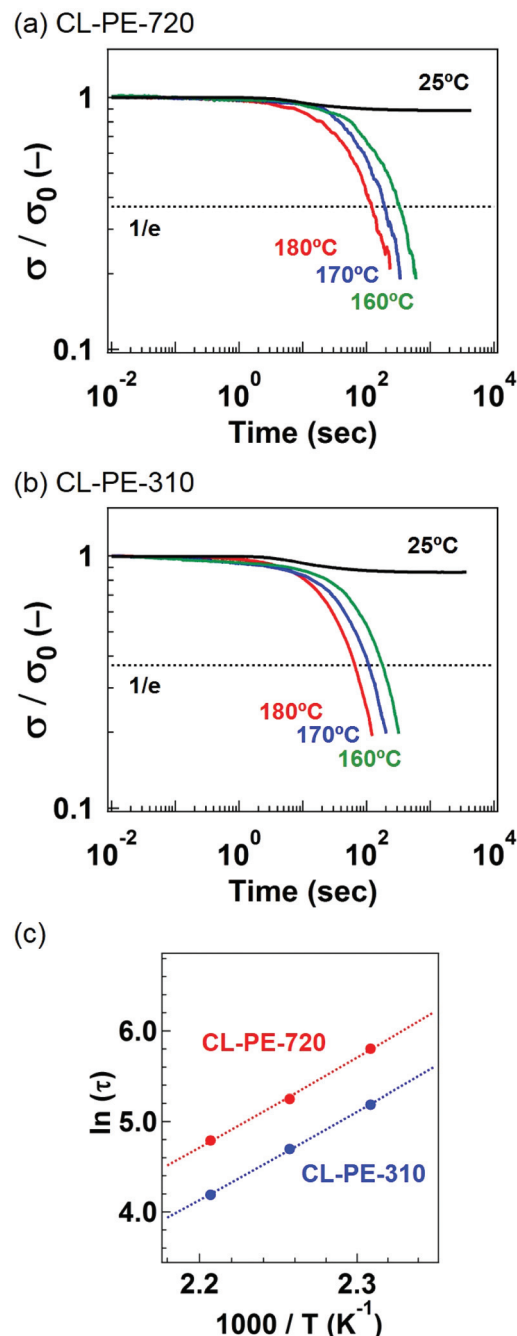 (a) CL-PE-720
σ / σ0 (–)
1
0.1
25ºC
1/e
180ºC
170ºC
160ºC
10-2
100
102
104
Time (sec)
(b) CL-PE-310
σ / σ0 (–)
1
0.1
25ºC
1/e
180ºC
170ºC
160ºC
10-2
100
102
104
Time (sec)
(c)
ln (τ)
6.0
5.0
4.0
CL-PE-720
CL-PE-310
2.2
2.3
1000 / T (K-1)